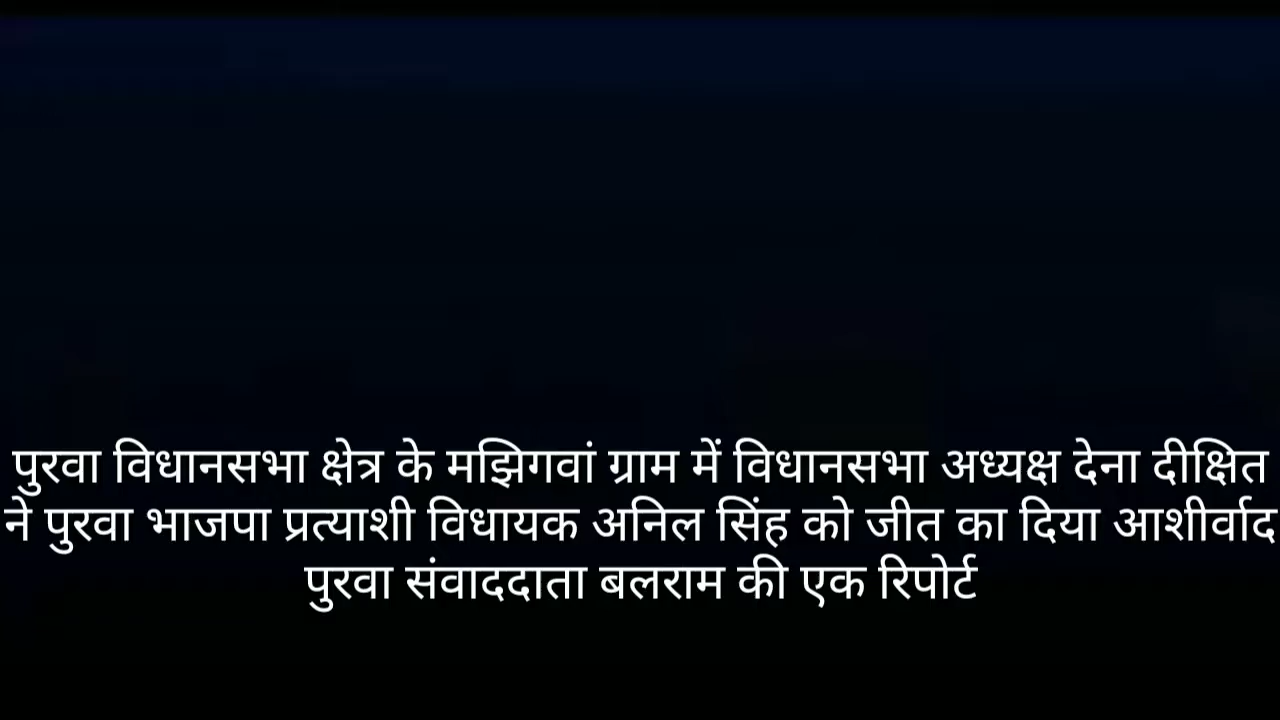 पुरवा विधानसभा क्षेत्र के मझिगवां ग्राम में विधानसभा अध्यक्ष देना दीक्षित
ने पुरवा भाजपा प्रत्याशी विधायक अनिल सिंह को जीत का दिया आशीर्वाद
पुरवा संवाददाता बलराम की एक रिपोर्ट